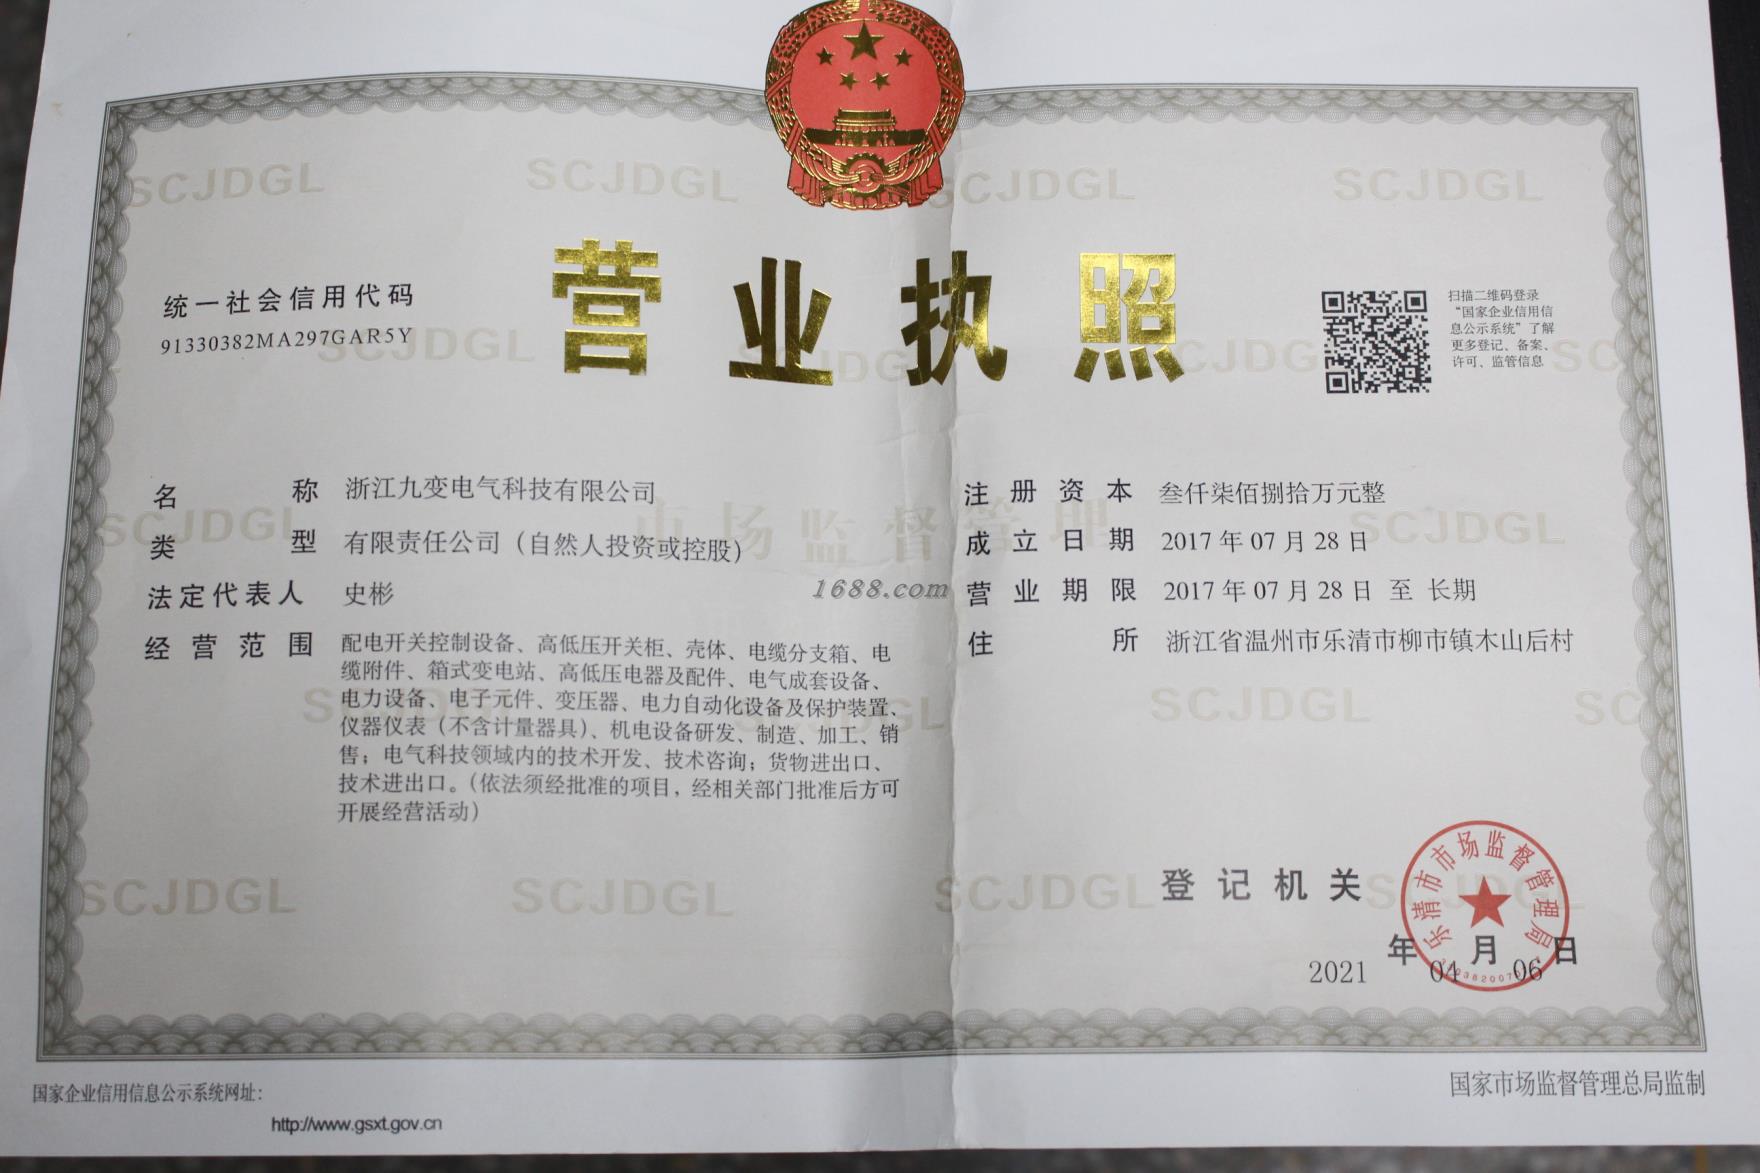 营业执照
统一社会信用代码
91330382MA297GAR5Y
扫描二维码登录
“国家企业信用信
息公示系统”了解
更多登记、备案、
许可、监管信息
名称 浙江九变电气科技有限公司
类型 有限责任公司（自然人投资或控股）
法定代表人 史彬
经营范围 配电开关控制设备、高低压开关柜、壳体、电缆分支箱、电
缆附件、箱式变电站、高低压电器及配件、电气成套设备、
电力设备、电子元件、变压器、电力自动化设备及保护装置、
仪器仪表（不含计量器具）、机电设备研发、制造、加工、销
售；电气科技领域内的技术开发、技术咨询；货物进出口、
技术进出口。（依法须经批准的项目，经相关部门批准后方可
开展经营活动）
注册资本 叁仟柒佰捌拾万元整
成立日期 2017年07月28日
营业期限 2017年07月28日 至 长期
住所 浙江省温州市乐清市柳市镇木山后村
1688.com
市场监督管理
SCJDGL
登记机关
乐清市市场监督管理局
2021年04月06日
国家企业信用信息公示系统网址：
http://www.gsxt.gov.cn
国家市场监督管理总局监制